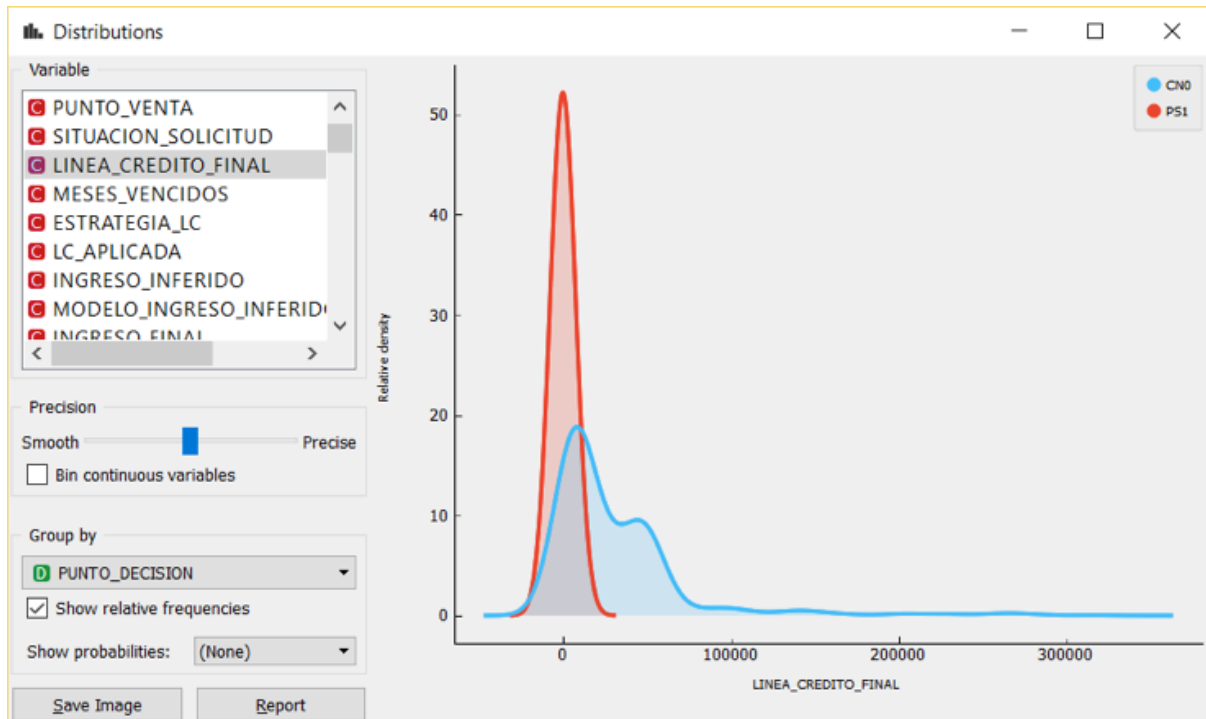 Distributions
Variable
PUNTO_VENTA
SITUACION_SOLICITUD
LINEA_CREDITO_FINAL
MESES_VENCIDOS
ESTRATEGIA_LC
LC_APLICADA
INGRESO_INFERIDO
MODELO_INGRESO_INFERID
INGRESO_FINAL
Precision
Smooth Precise
Bin continuous variables
Group by
D PUNTO_DECISION
Show relative frequencies
Show probabilities: (None)
Save Image Report
CN0
PS1
50
40
30
20
10
0
Relative density
0 100000 200000 300000
LINEA_CREDITO_FINAL